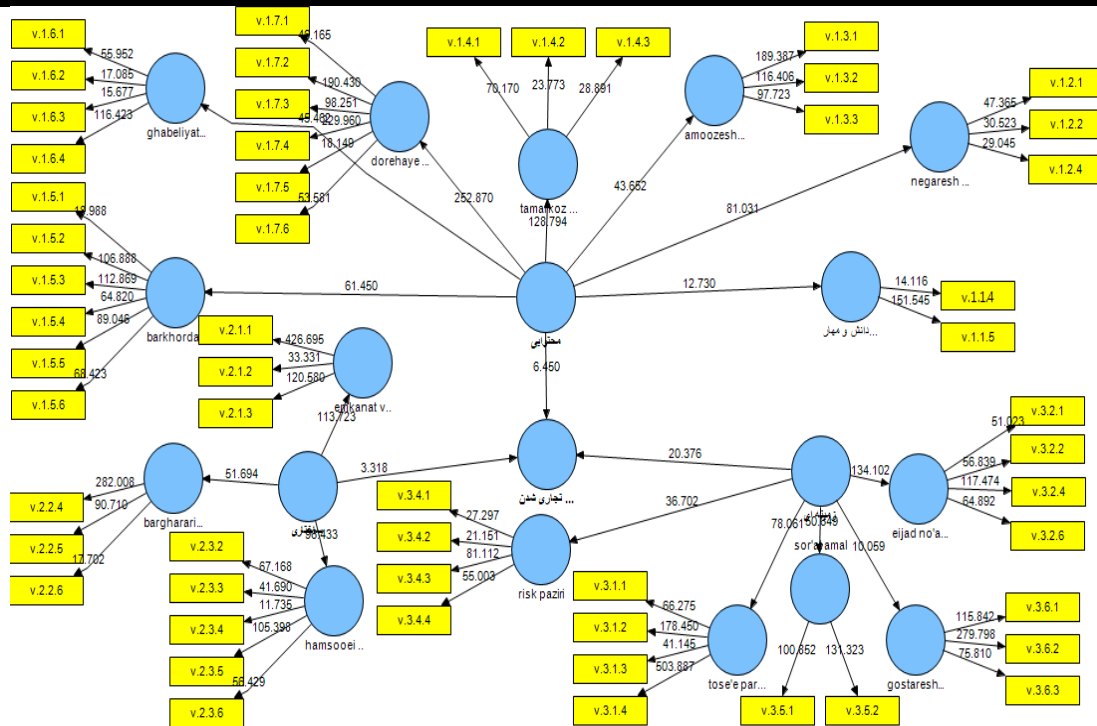 v.1.6.1
v.1.6.2
v.1.6.3
v.1.6.4
55.952
17.085
15.677
116.423
ghabeliyat...
v.1.7.1
v.1.7.2
v.1.7.3
v.1.7.4
v.1.7.5
v.1.7.6
190.430
98.251
229.960
18.149
53.581
dorehaye ...
v.1.4.1
v.1.4.2
v.1.4.3
70.170
23.773
28.891
tamarkoz ...
128.794
v.1.3.1
v.1.3.2
v.1.3.3
189.387
116.406
97.723
amoozesh...
v.1.2.1
v.1.2.2
v.1.2.4
47.365
30.523
29.045
negaresh ...
252.870
43.652
81.031
v.1.5.1
v.1.5.2
v.1.5.3
v.1.5.4
v.1.5.5
v.1.5.6
106.888
112.869
64.820
89.046
68.423
barkhorda
61.450
محتوایی
12.730
6.450
14.116
151.545
v.1.1.4
v.1.1.5
دانش و مهار...
v.2.1.1
v.2.1.2
v.2.1.3
426.695
33.331
120.580
emkanat v..
113.723
v.2.2.4
v.2.2.5
v.2.2.6
282.008
90.710
17.702
bargharari...
51.694
3.318
تجاری شدن ...
20.376
v.2.3.2
v.2.3.3
v.2.3.4
v.2.3.5
v.2.3.6
67.168
41.690
11.735
105.398
56.429
hamsooei ..
v.3.4.1
v.3.4.2
v.3.4.3
v.3.4.4
27.297
21.151
81.112
55.003
risk paziri
36.702
134.102
v.3.2.1
v.3.2.2
v.3.2.4
v.3.2.6
51.023
56.839
117.474
64.892
eijad no'a...
78.061
10.059
sor'at amal
v.3.1.1
v.3.1.2
v.3.1.3
v.3.1.4
66.275
178.450
41.145
503.887
tose'e par...
100.852
131.323
v.3.5.1
v.3.5.2
115.842
279.798
75.810
v.3.6.1
v.3.6.2
v.3.6.3
gostaresh...